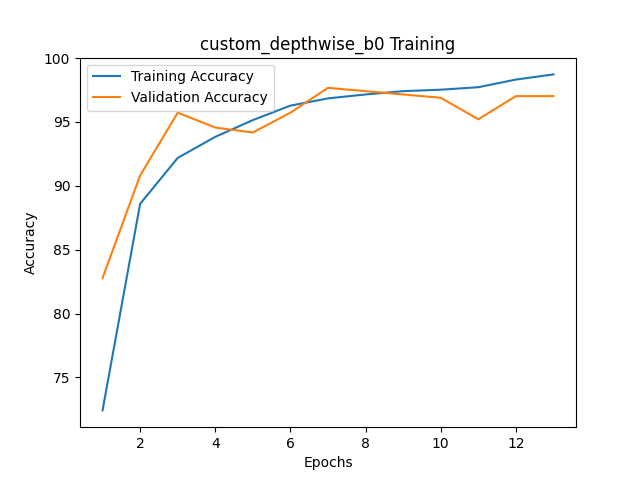 custom_depthwise_b0 Training
Training Accuracy
Validation Accuracy
100
95
90
85
80
75
Accuracy
2 4 6 8 10 12
Epochs